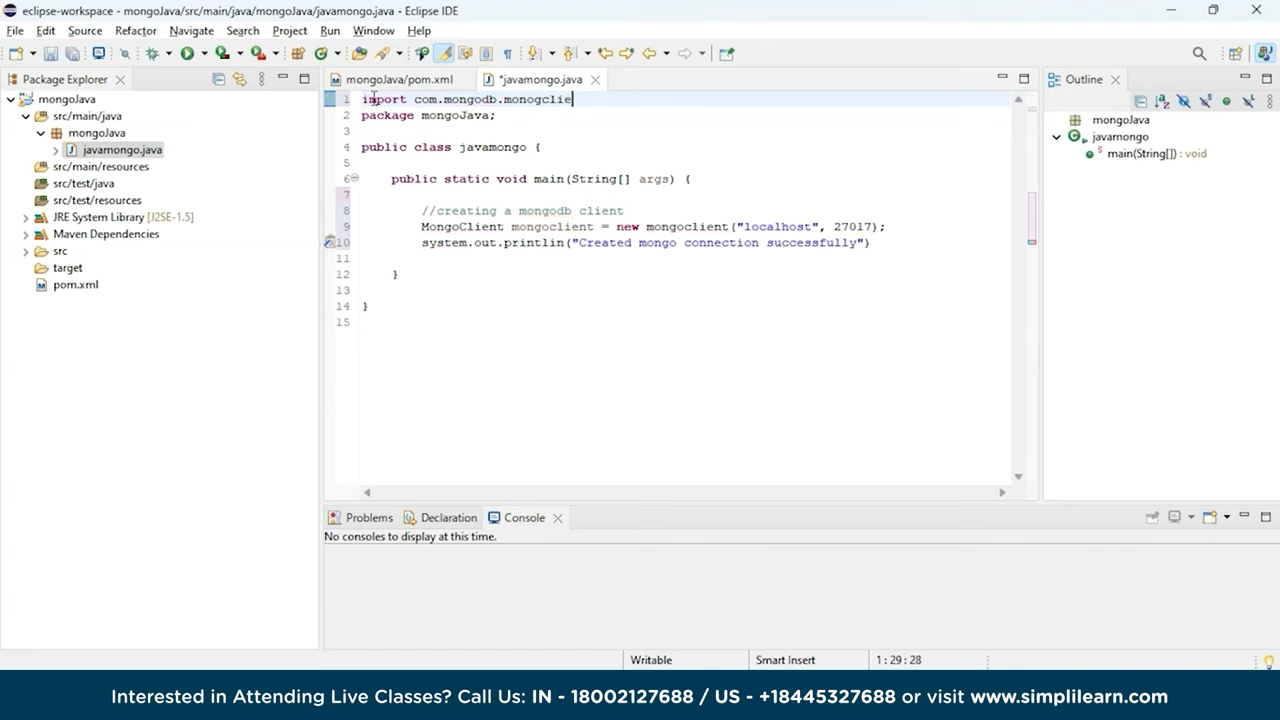 eclipse-workspace - mongoJava/src/main/java/mongoJava/javamongo.java - Eclipse IDE
File Edit Source Refactor Navigate Search Project Run Window Help
Package Explorer
mongoJava
src/main/java
mongoJava
javamongo.java
src/main/resources
src/test/java
src/test/resources
JRE System Library [J2SE-1.5]
Maven Dependencies
src
target
pom.xml
mongoJava/pom.xml *javamongo.java
1 import com.mongodb.monogclie
2 package mongoJava;
3
4 public class javamongo {
5
6 public static void main(String[] args) {
7
8 //creating a mongodb client
9 MongoClient mongoclient = new mongoclient("localhost", 27017);
10 system.out.println("Created mongo connection successfully")
11
12 }
13
14 }
15
Outline
mongoJava
javamongo
main(String[]) : void
Problems Declaration Console
No consoles to display at this time.
Writable Smart Insert 1 : 29 : 28
Interested in Attending Live Classes? Call Us: IN - 18002127688 / US - +18445327688 or visit www.simplilearn.com